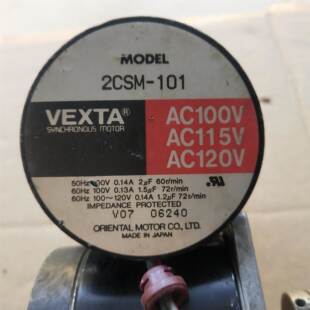 MODEL
2CSM-101
VEXTA®
SYNCHRONOUS MOTOR
AC100V
AC115V
AC120V
50Hz 100V 0.14A 2μF 60r/min
60Hz 100V 0.13A 1.5μF 72r/min
60Hz 100~120V 0.14A 1.2μF 72r/min
IMPEDANCE PROTECTED
V07 06240
ORIENTAL MOTOR CO., LTD.
MADE IN JAPAN